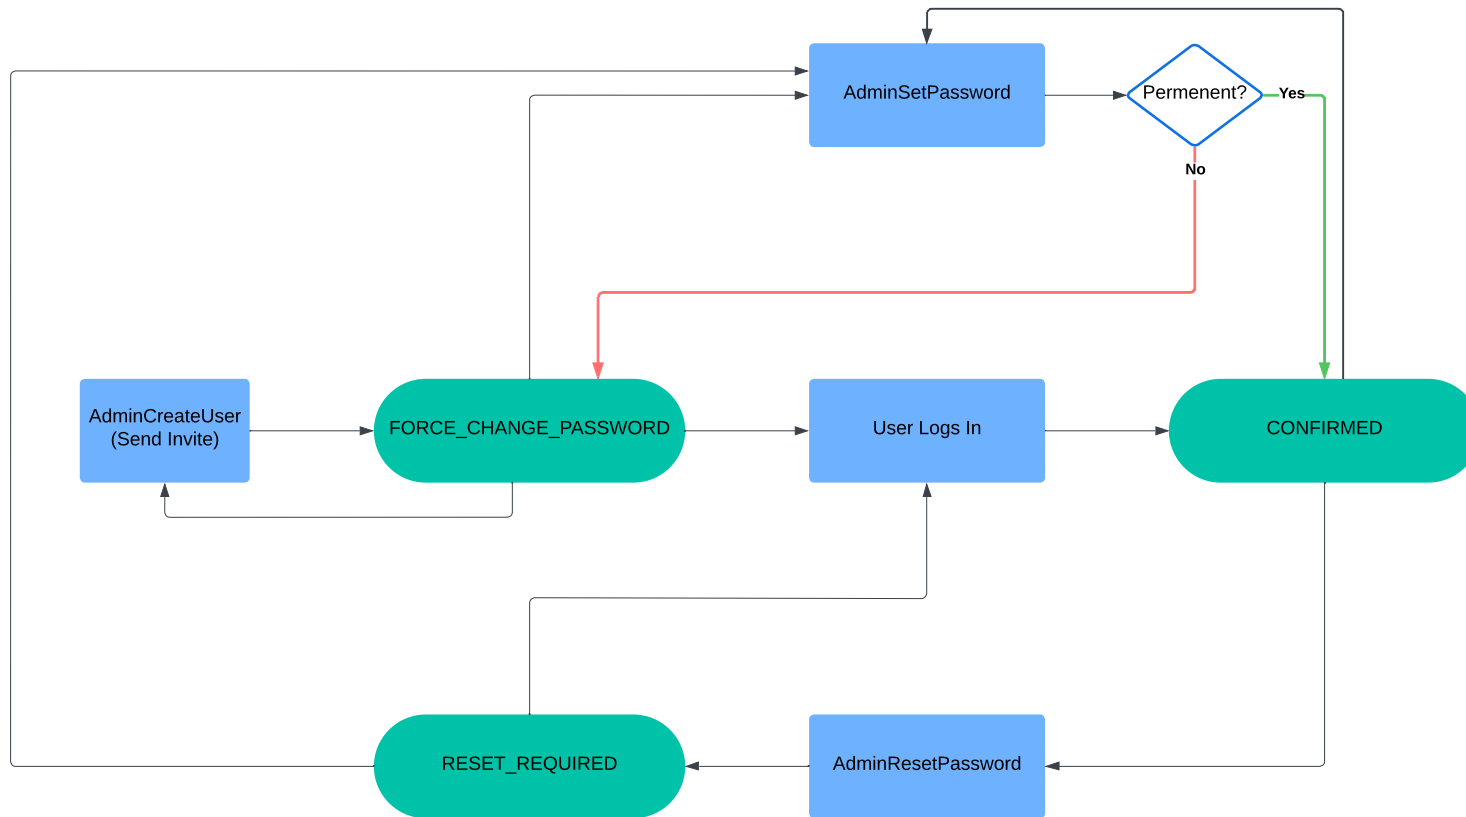 AdminSetPassword
Permenent?
Yes
No
AdminCreateUser
(Send Invite)
FORCE_CHANGE_PASSWORD
User Logs In
CONFIRMED
RESET_REQUIRED
AdminResetPassword